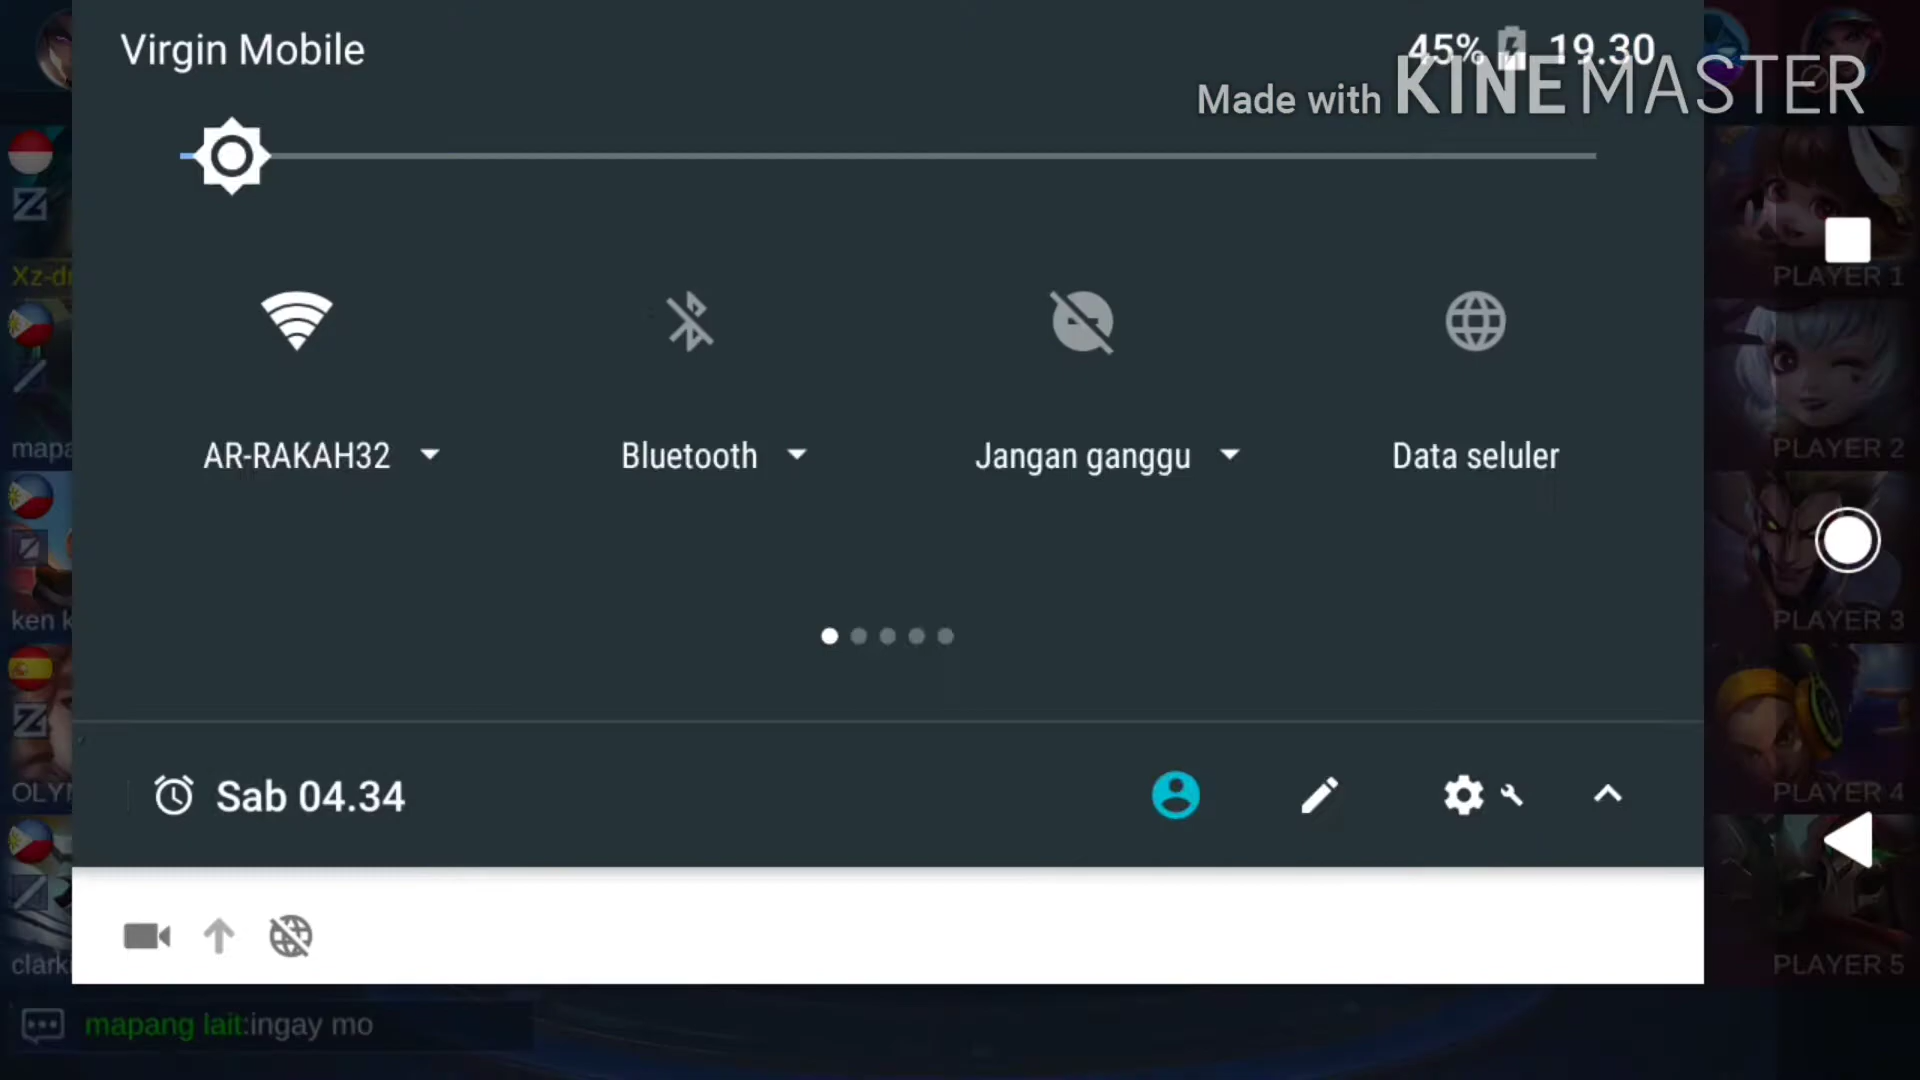 Virgin Mobile
45% 19.30
Made with KINEMASTER
PLAYER 1
PLAYER 2
AR-RAKAH32
Bluetooth
Jangan ganggu
Data seluler
PLAYER 3
Sab 04.34
PLAYER 4
PLAYER 5
mapang lait:ingay mo